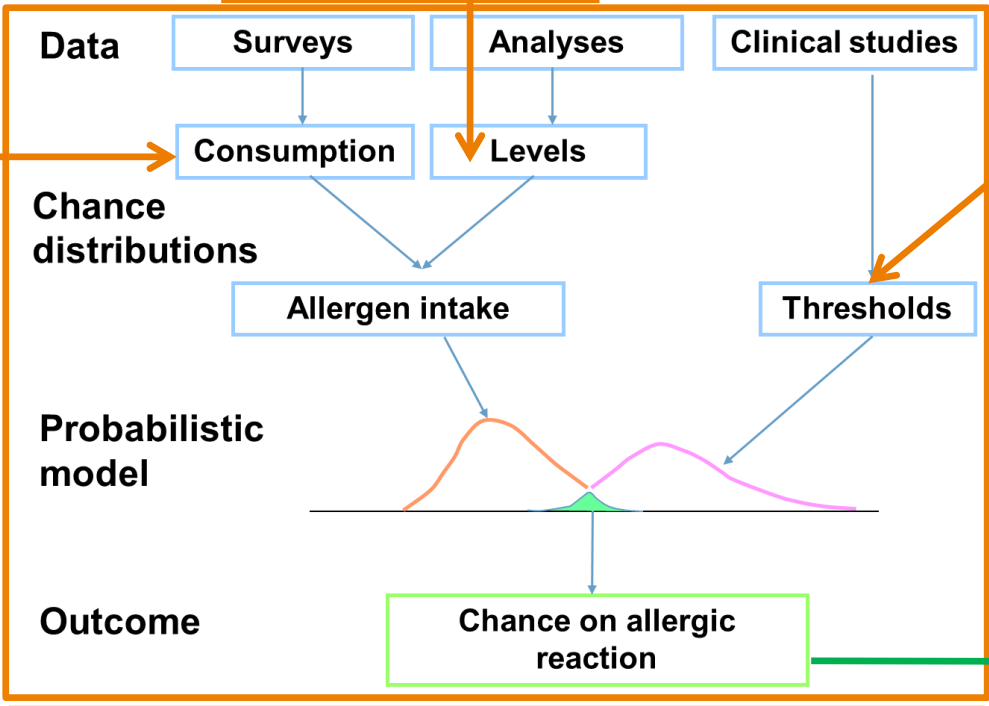 Data
Surveys
Analyses
Clinical studies
Consumption
Levels
Chance
distributions
Allergen intake
Thresholds
Probabilistic
model
Outcome
Chance on allergic
reaction